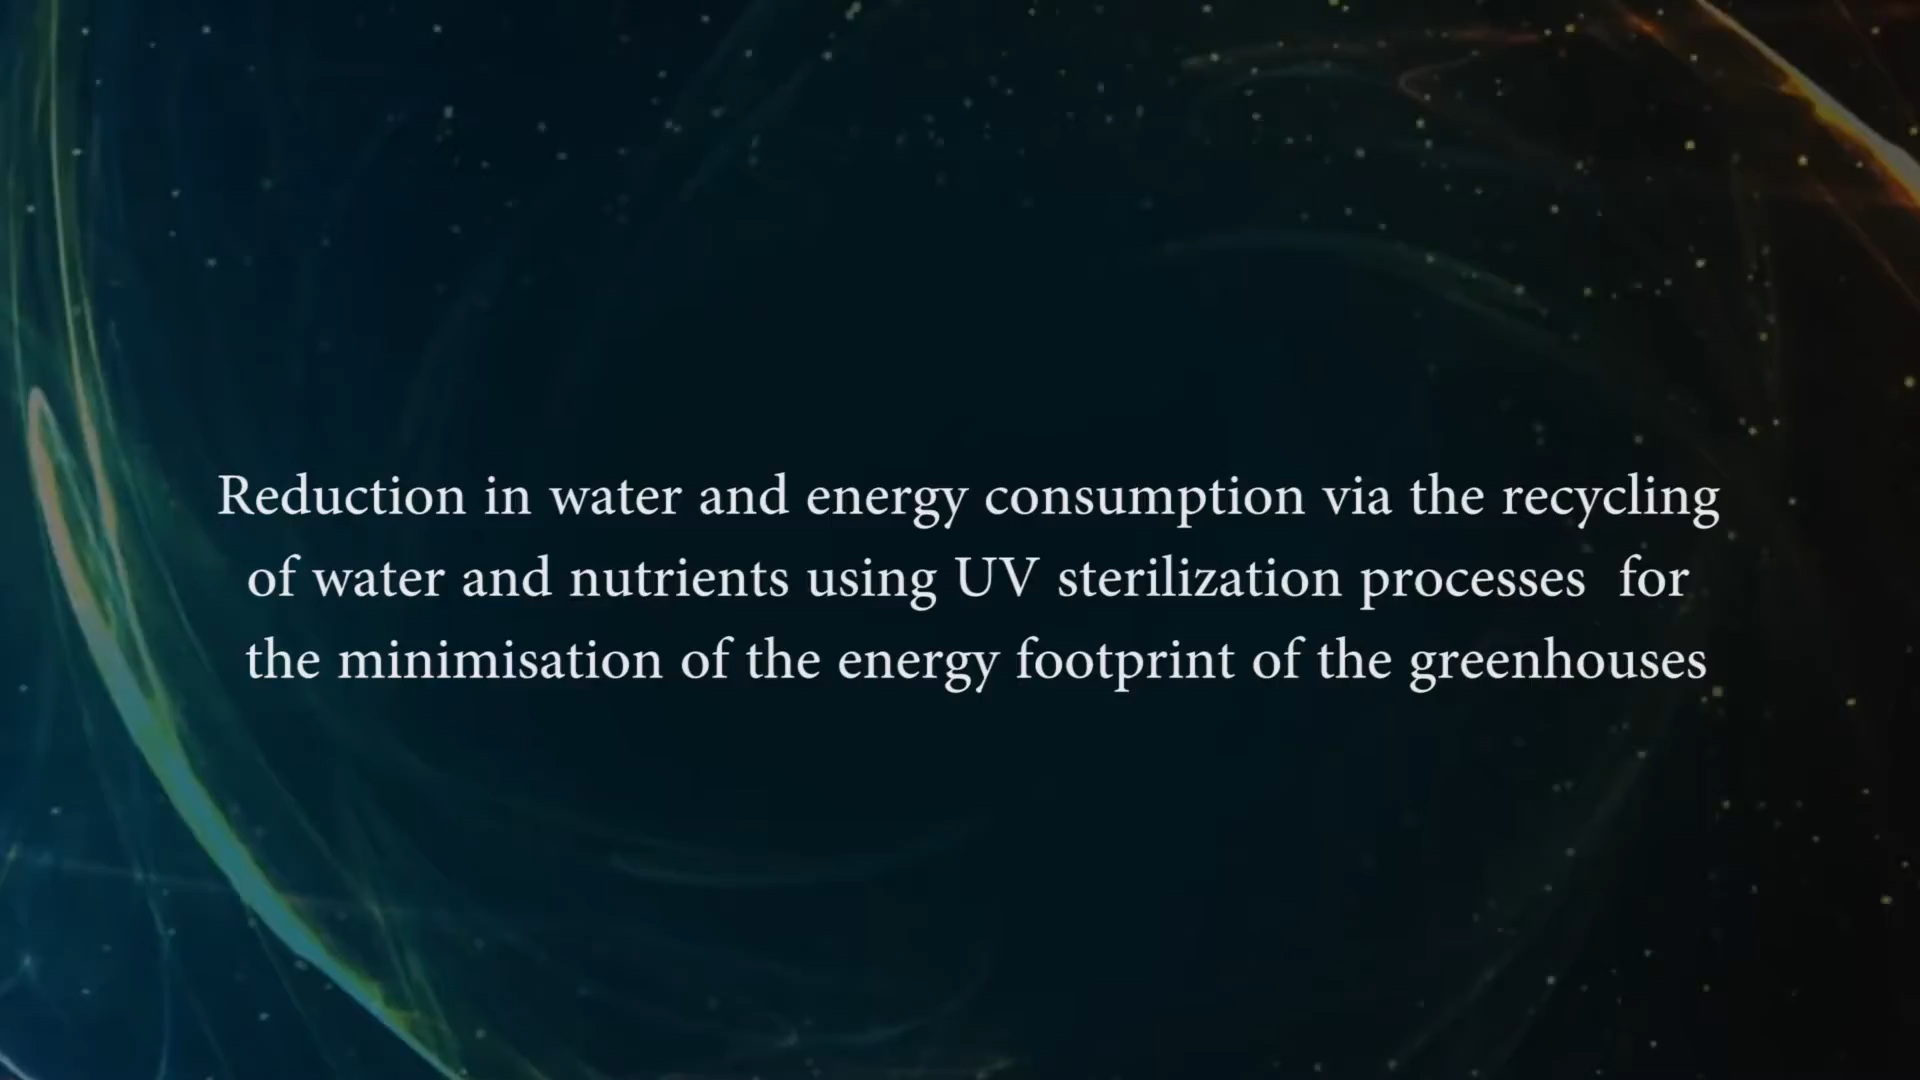 Reduction in water and energy consumption via the recycling
of water and nutrients using UV sterilization processes  for
the minimisation of the energy footprint of the greenhouses